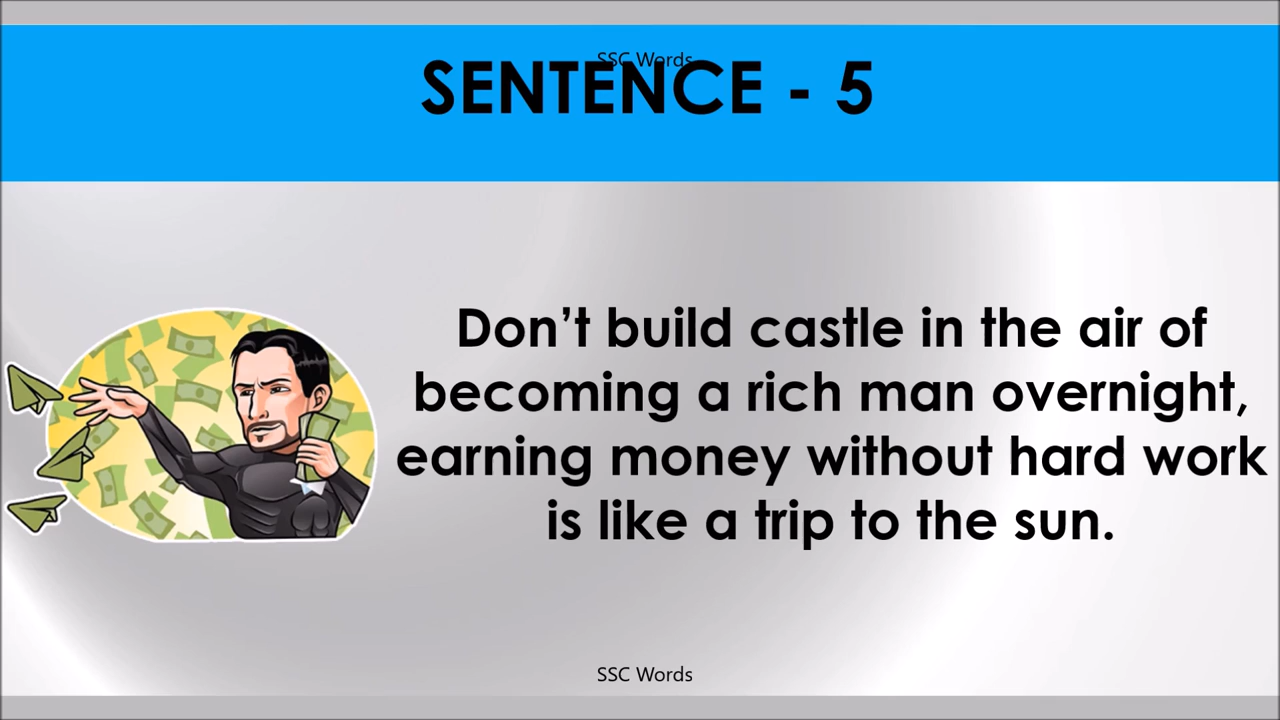 SSC Words
SENTENCE - 5
Don’t build castle in the air of
becoming a rich man overnight,
earning money without hard work
is like a trip to the sun.
SSC Words